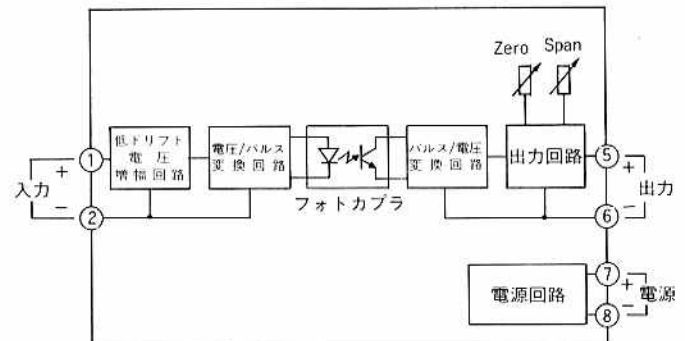 Zero Span
低ドリフト
電圧
増幅回路
電圧/パルス
変換回路
パルス/電圧
変換回路
出力回路
フォトカプラ
①
+
入力
−
②
⑤
+
出力
−
⑥
電源回路
⑦
+
電源
−
⑧